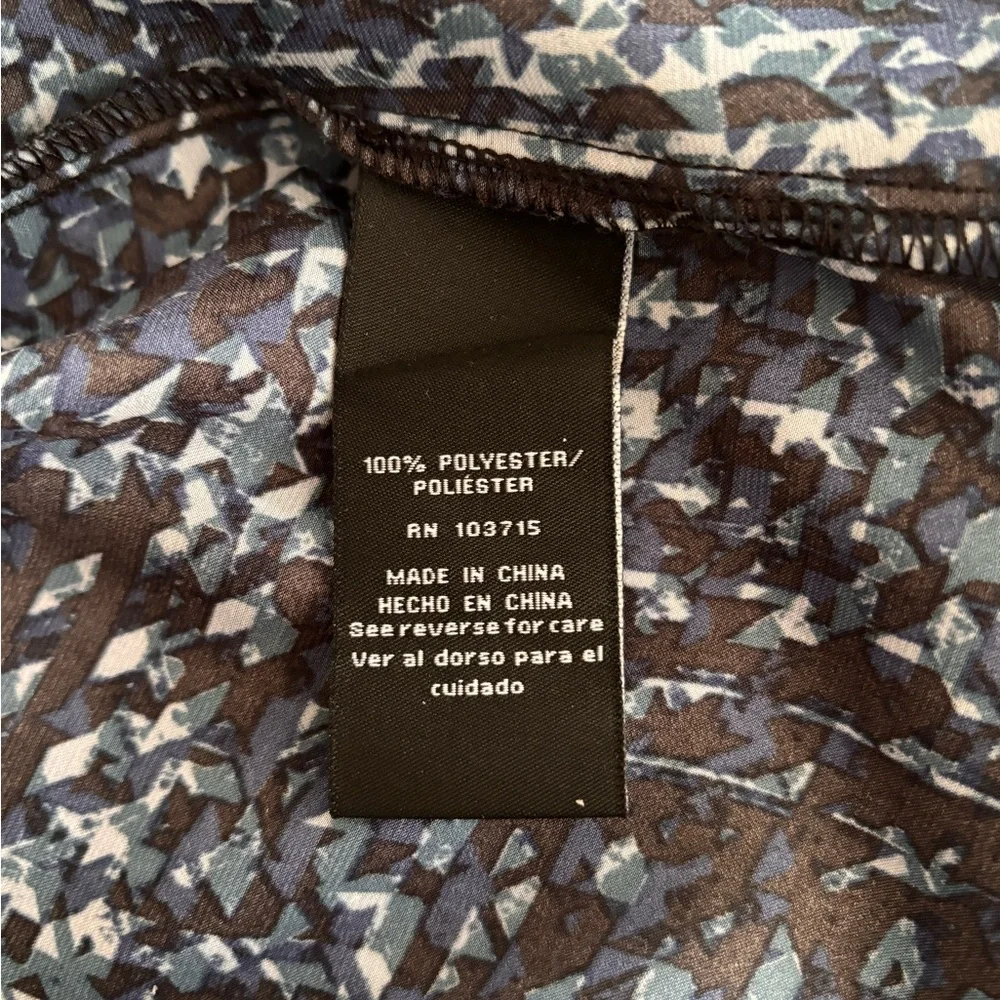 100% POLYESTER/
POLIÉSTER
RN 103715
MADE IN CHINA
HECHO EN CHINA
See reverse for care
Ver al dorso para el
cuidado